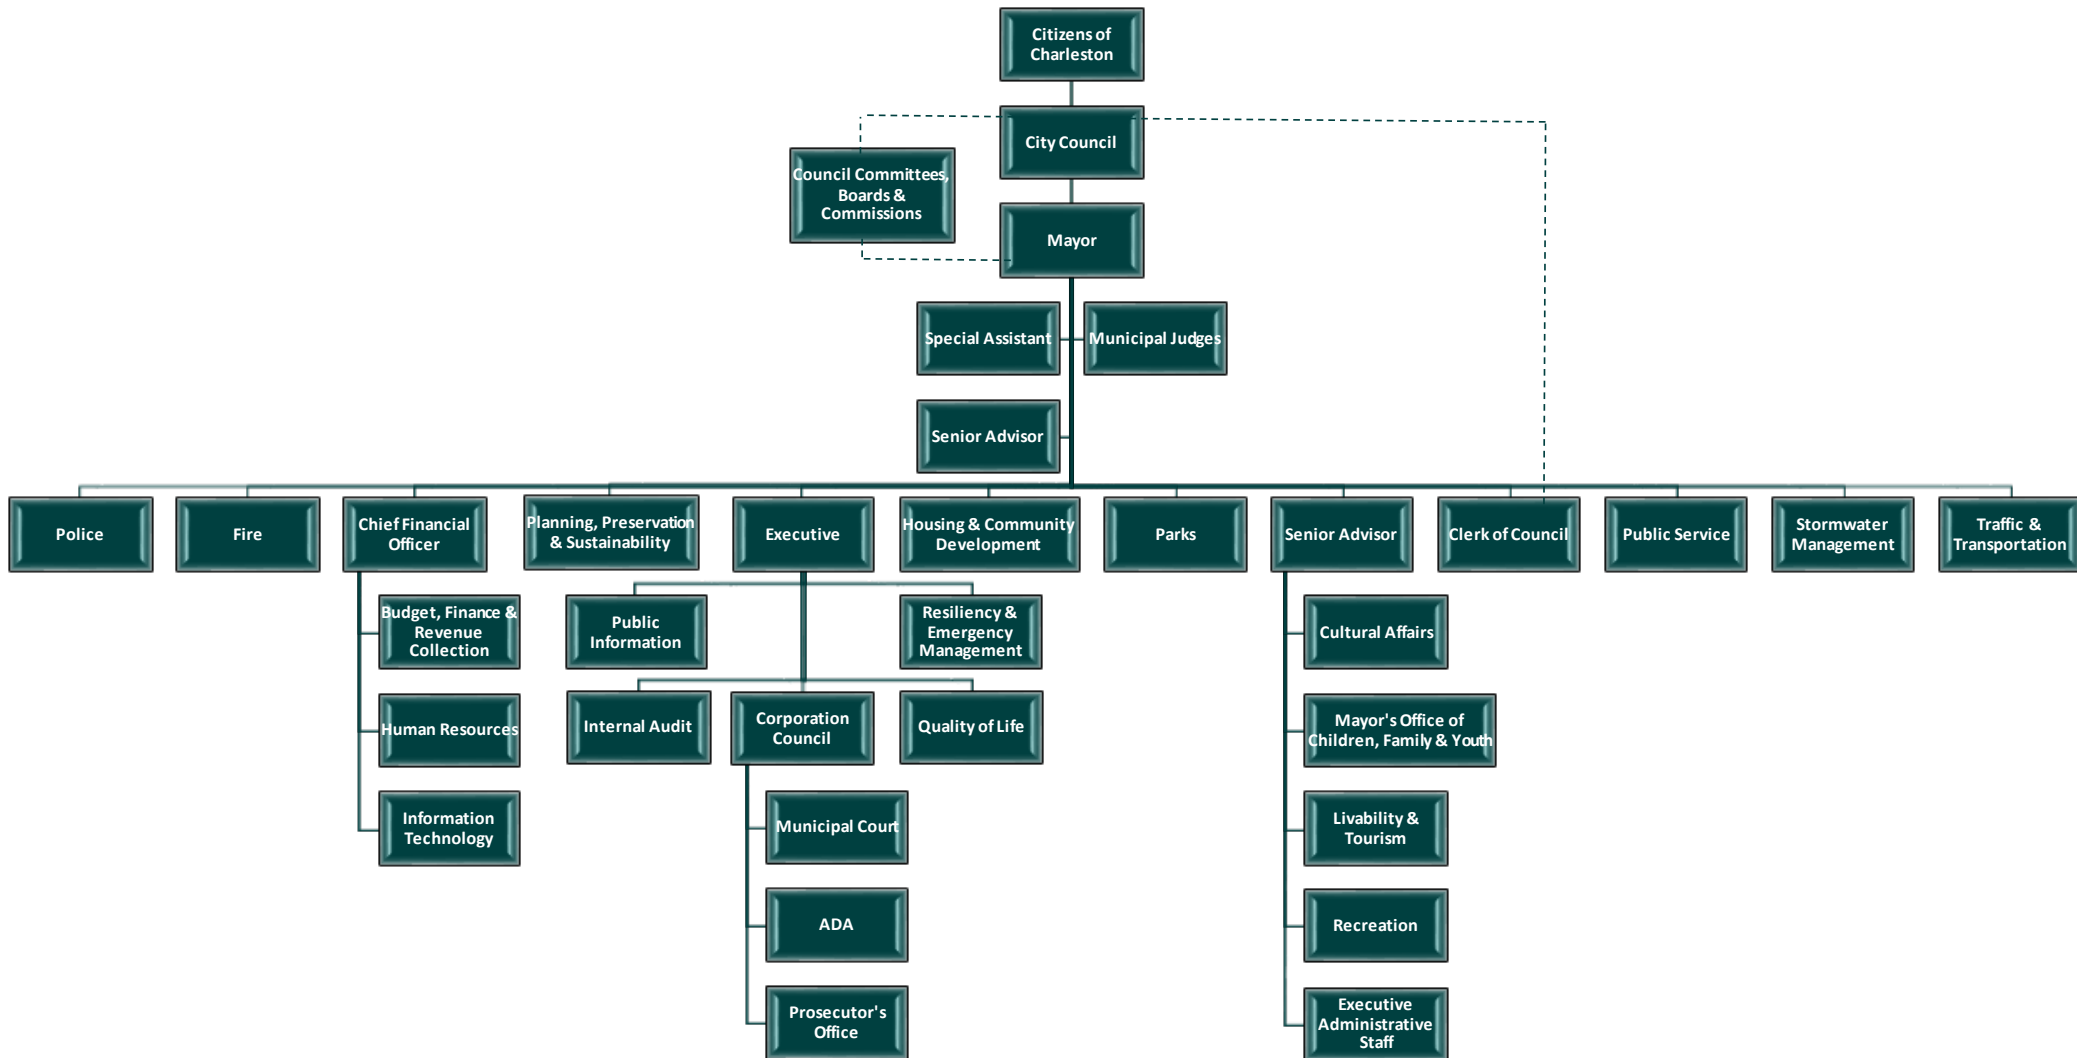 Citizens of
Charleston
City Council
Council Committees,
Boards &
Commissions
Mayor
Special Assistant
Municipal Judges
Senior Advisor
Police
Fire
Chief Financial
Officer
Planning, Preservation
& Sustainability
Executive
Housing & Community
Development
Parks
Senior Advisor
Clerk of Council
Public Service
Stormwater
Management
Traffic &
Transportation
Budget, Finance &
Revenue
Collection
Public
Information
Resiliency &
Emergency
Management
Cultural Affairs
Human Resources
Internal Audit
Corporation
Council
Quality of Life
Mayor's Office of
Children, Family & Youth
Information
Technology
Municipal Court
Livability &
Tourism
ADA
Recreation
Prosecutor's
Office
Executive
Administrative
Staff